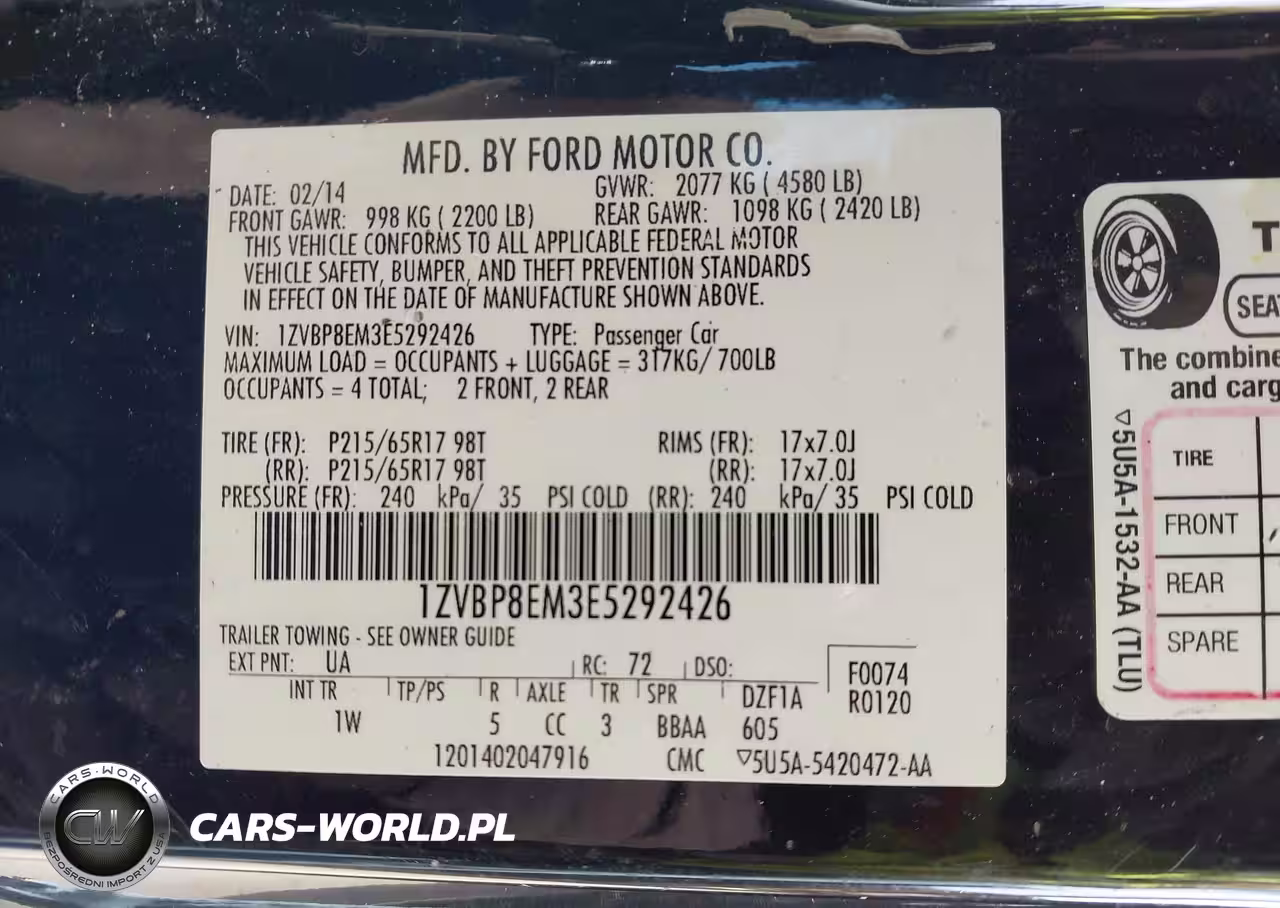 MFD. BY FORD MOTOR CO.
DATE: 02/14 GVWR: 2077 KG ( 4580 LB)
FRONT GAWR: 998 KG ( 2200 LB) REAR GAWR: 1098 KG ( 2420 LB)
THIS VEHICLE CONFORMS TO ALL APPLICABLE FEDERAL MOTOR
VEHICLE SAFETY, BUMPER, AND THEFT PREVENTION STANDARDS
IN EFFECT ON THE DATE OF MANUFACTURE SHOWN ABOVE.
VIN: 1ZVBP8EM3E5292426 TYPE: Passenger Car
MAXIMUM LOAD = OCCUPANTS + LUGGAGE = 317KG/ 700LB
OCCUPANTS = 4 TOTAL; 2 FRONT, 2 REAR
TIRE (FR): P215/65R17 98T RIMS (FR): 17x7.0J
(RR): P215/65R17 98T (RR): 17x7.0J
PRESSURE (FR): 240 kPa/ 35 PSI COLD (RR): 240 kPa/ 35 PSI COLD
1ZVBP8EM3E5292426
TRAILER TOWING - SEE OWNER GUIDE
EXT PNT: UA RC: 72 DSO:
F0074
R0120
INT TR TP/PS R AXLE TR SPR DZF1A
1W 5 CC 3 BBAA 605
1201402047916 CMC ▽5U5A-5420472-AA
T
SEA
The combine
and carg
TIRE
FRONT
REAR
SPARE
▽5U5A-1532-AA (TLU)
CARS-WORLD
CW
BEZPOŚREDNI IMPORT Z USA
CARS-WORLD.PL